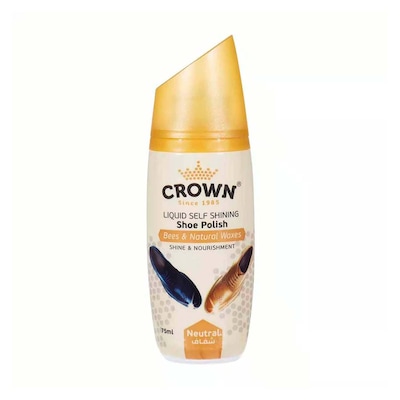 CROWN®
Since 1985
LIQUID SELF SHINING
Shoe Polish
Bees & Natural Waxes
SHINE & NOURISHMENT
Neutral
شفاف
75ml